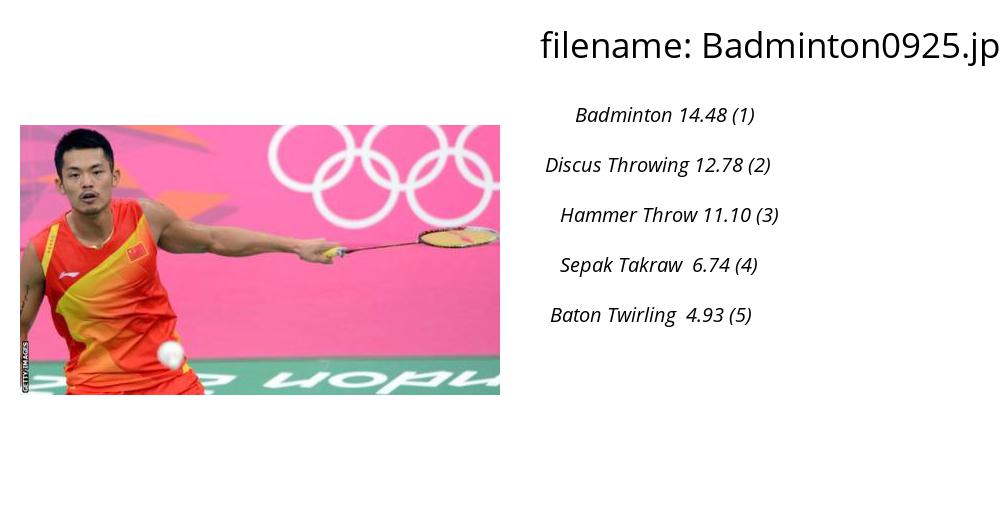 filename: Badminton0925.jp
Badminton 14.48 (1)
Discus Throwing 12.78 (2)
Hammer Throw 11.10 (3)
Sepak Takraw 6.74 (4)
Baton Twirling 4.93 (5)
GETTY IMAGES